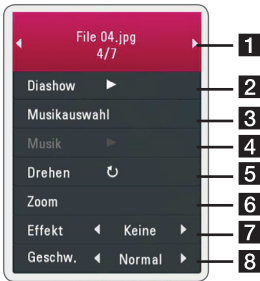 File 04.jpg 1
4/7
Diashow 2
Musikauswahl 3
Musik 4
Drehen 5
Zoom 6
Effekt Keine 7
Geschw. Normal 8